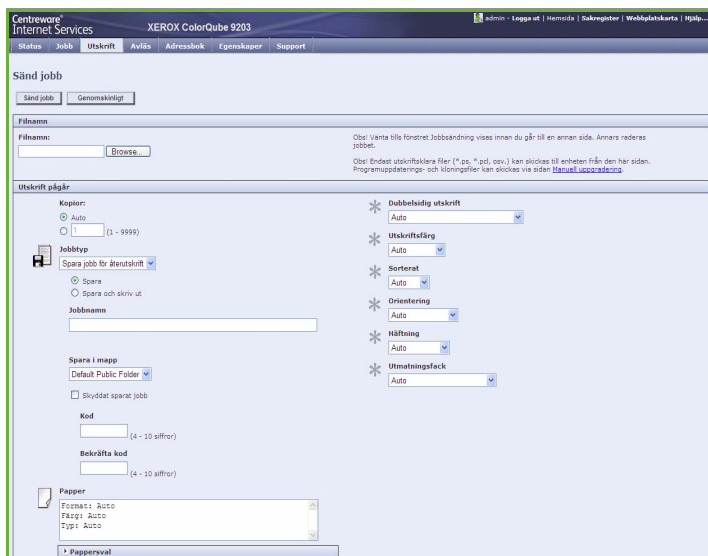 Centreware®
Internet Services
XEROX ColorQube 9203
admin - Logga ut | Hemsida | Sakregister | Webbplatskarta | Hjälp...
Status Jobb Utskrift Avläs Adressbok Egenskaper Support
Sänd jobb
Sänd jobb Genomskinligt
Filnamn
Filnamn:
Browse...
Obs! Vänta tills fönstret Jobbsändning visas innan du går till en annan sida. Annars raderas
jobbet.
Obs! Endast utskriftsklara filer (*.ps, *.pcl, osv.) kan skickas till enheten från den här sidan.
Programuppdaterings- och kloningsfiler kan skickas via sidan Manuell uppgradering.
Utskrift pågår
Kopior:
Auto
1 (1 - 9999)
Jobbtyp
Spara jobb för återutskrift
Spara
Spara och skriv ut
Jobbnamn
Spara i mapp
Default Public Folder
Skyddat sparat jobb
Kod
(4 - 10 siffror)
Bekräfta kod
(4 - 10 siffror)
Papper
Format: Auto
Färg: Auto
Typ: Auto
Pappersval
Dubbelsidig utskrift
Auto
Utskriftsfärg
Auto
Sorterat
Auto
Orientering
Auto
Häftning
Auto
Utmatningsfack
Auto